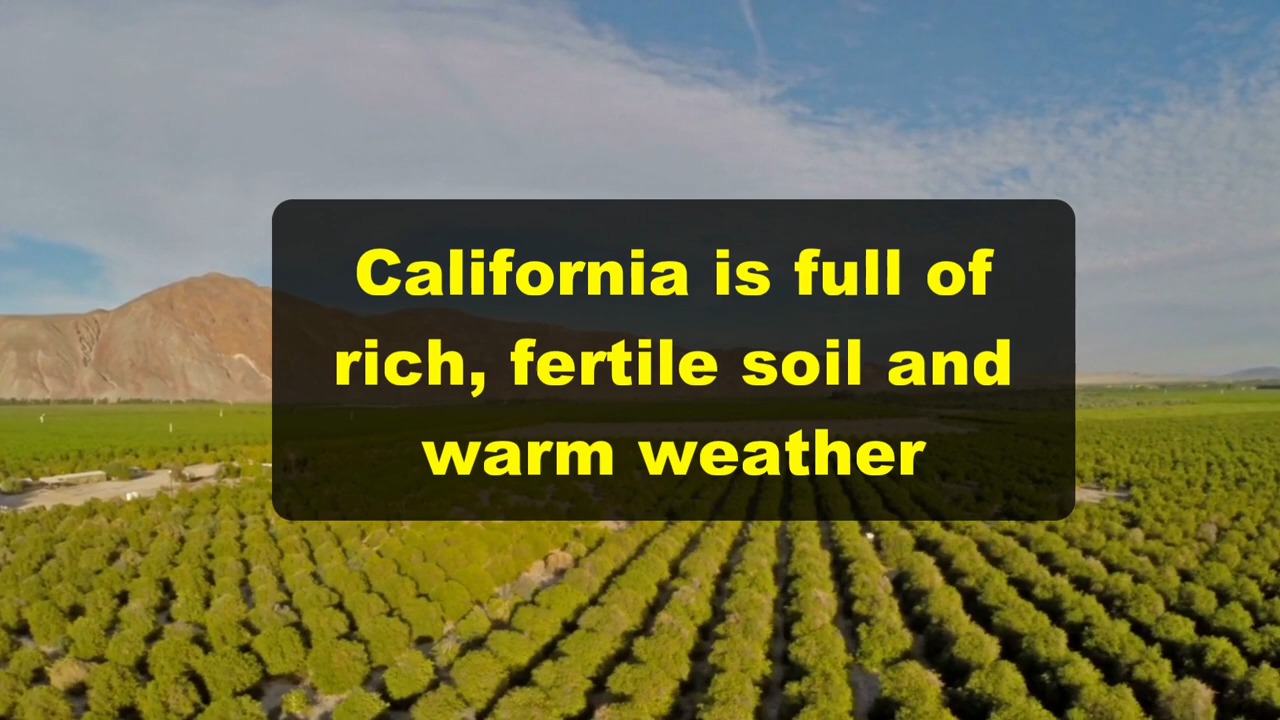 California is full of
rich, fertile soil and
warm weather